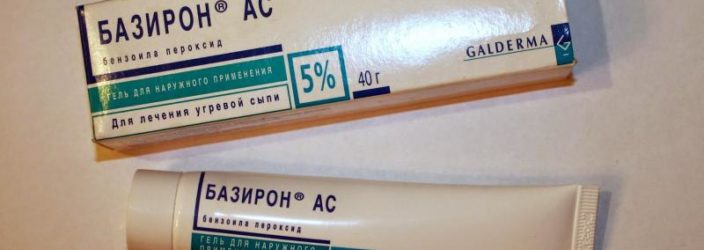 БАЗИРОН® АС
бензоила пероксид
ГЕЛЬ ДЛЯ НАРУЖНОГО ПРИМЕНЕНИЯ
Для лечения угревой сыпи
5%
40 г
GALDERMA
БАЗИРОН® АС
бензоила пероксид
ГЕЛЬ ДЛЯ НАРУЖНОГО
ПРИМЕНЕНИЯ